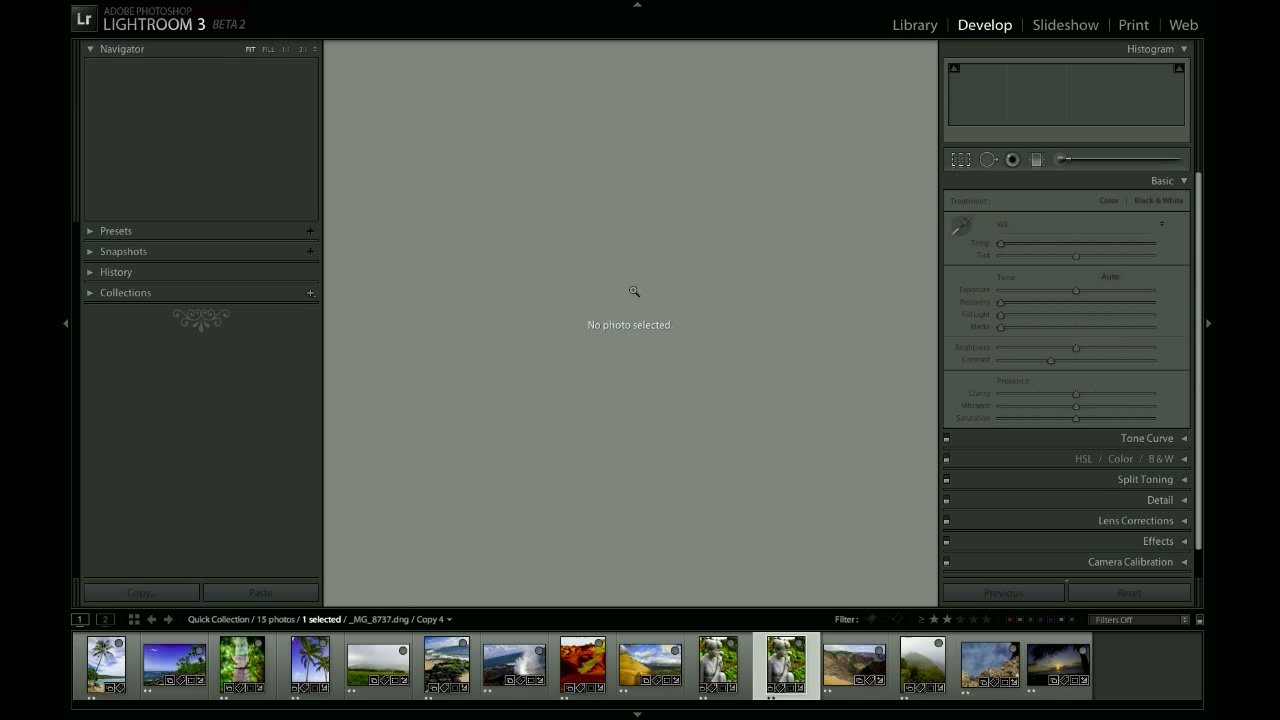 Lr
ADOBE PHOTOSHOP
LIGHTROOM 3 BETA 2
Library | Develop | Slideshow | Print | Web
Navigator FIT FILL 1:1 3:1
Histogram
Basic
Treatment: Color | Black & White
WB
Temp
Tint
Tone Auto
Exposure
Recovery
Fill Light
Blacks
Brightness
Contrast
Presence
Clarity
Vibrance
Saturation
Presets
Snapshots
History
Collections
No photo selected.
Tone Curve
HSL / Color / B&W
Split Toning
Detail
Lens Corrections
Effects
Camera Calibration
Copy... Paste
Previous Reset
1 2 Quick Collection / 15 photos / 1 selected / _MG_8737.dng / Copy 4 Filter: ≥ Filters Off